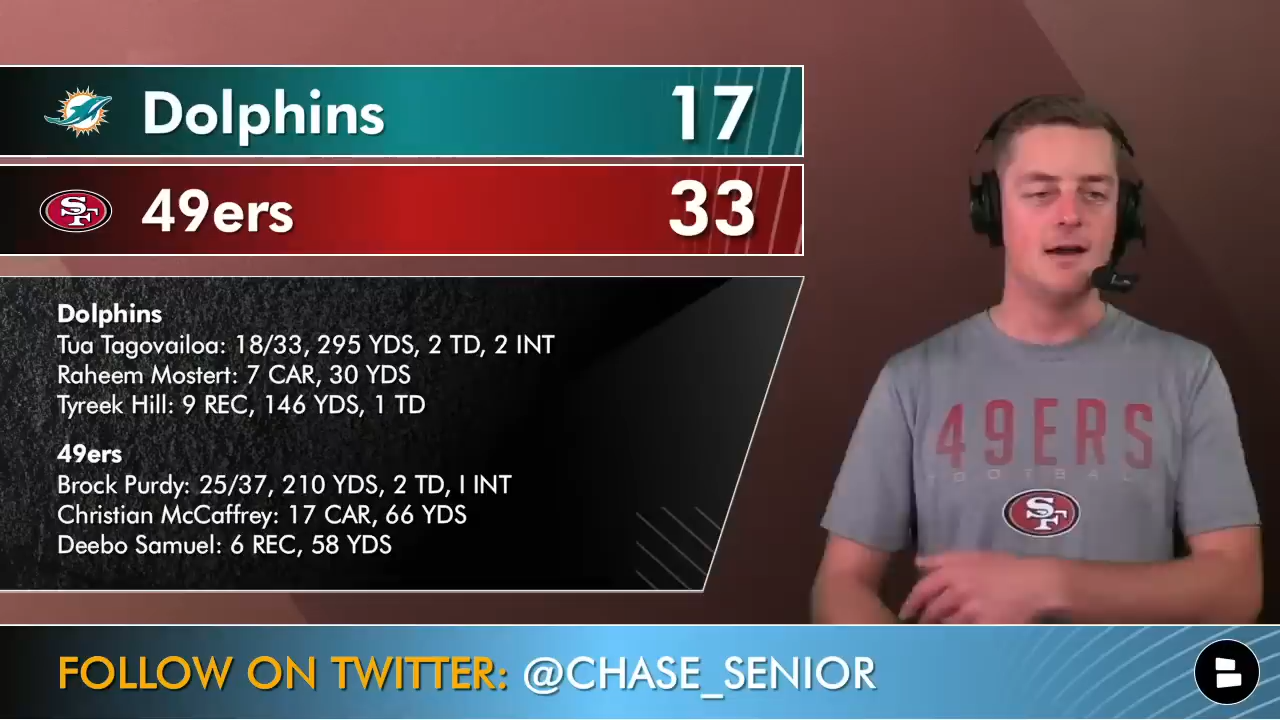 Dolphins 17
49ers 33
Dolphins
Tua Tagovailoa: 18/33, 295 YDS, 2 TD, 2 INT
Raheem Mostert: 7 CAR, 30 YDS
Tyreek Hill: 9 REC, 146 YDS, 1 TD
49ers
Brock Purdy: 25/37, 210 YDS, 2 TD, I INT
Christian McCaffrey: 17 CAR, 66 YDS
Deebo Samuel: 6 REC, 58 YDS
49ERS
FOOTBALL
SF
FOLLOW ON TWITTER: @CHASE_SENIOR